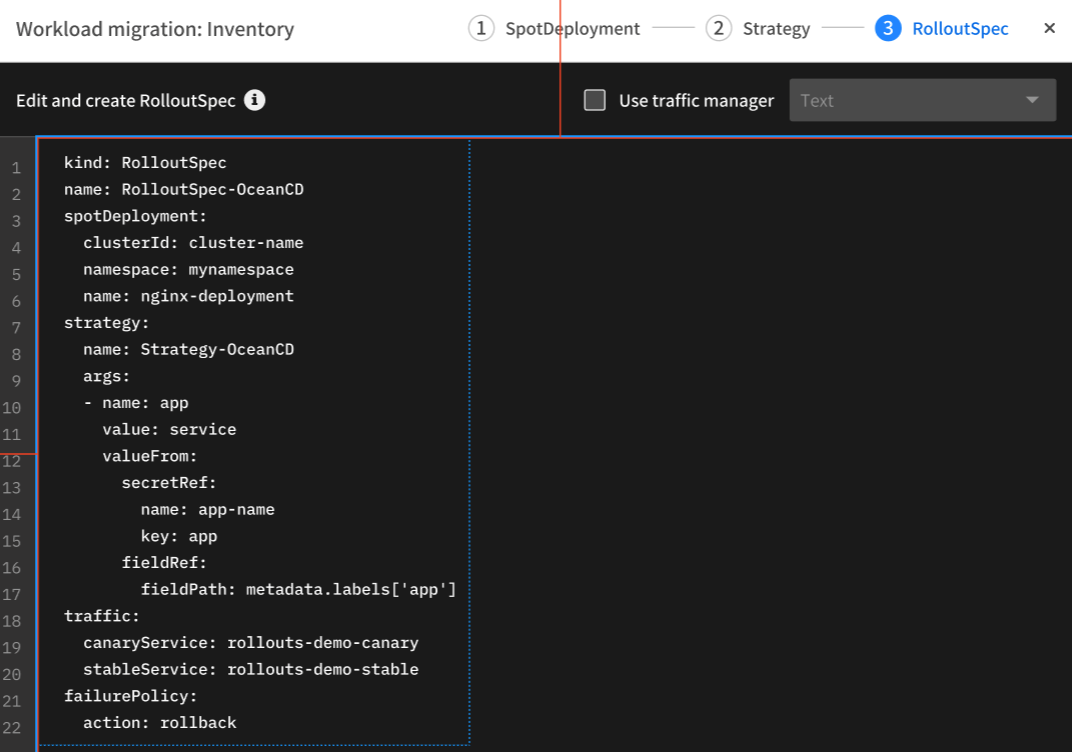 Workload migration: Inventory
1 SpotDeployment 2 Strategy 3 RolloutSpec ×
Edit and create RolloutSpec i
Use traffic manager Text
1 kind: RolloutSpec
2 name: RolloutSpec-OceanCD
3 spotDeployment:
4   clusterId: cluster-name
5   namespace: mynamespace
6   name: nginx-deployment
7 strategy:
8   name: Strategy-OceanCD
9   args:
10   - name: app
11     value: service
12     valueFrom:
13       secretRef:
14         name: app-name
15         key: app
16       fieldRef:
17         fieldPath: metadata.labels['app']
18 traffic:
19   canaryService: rollouts-demo-canary
20   stableService: rollouts-demo-stable
21 failurePolicy:
22   action: rollback